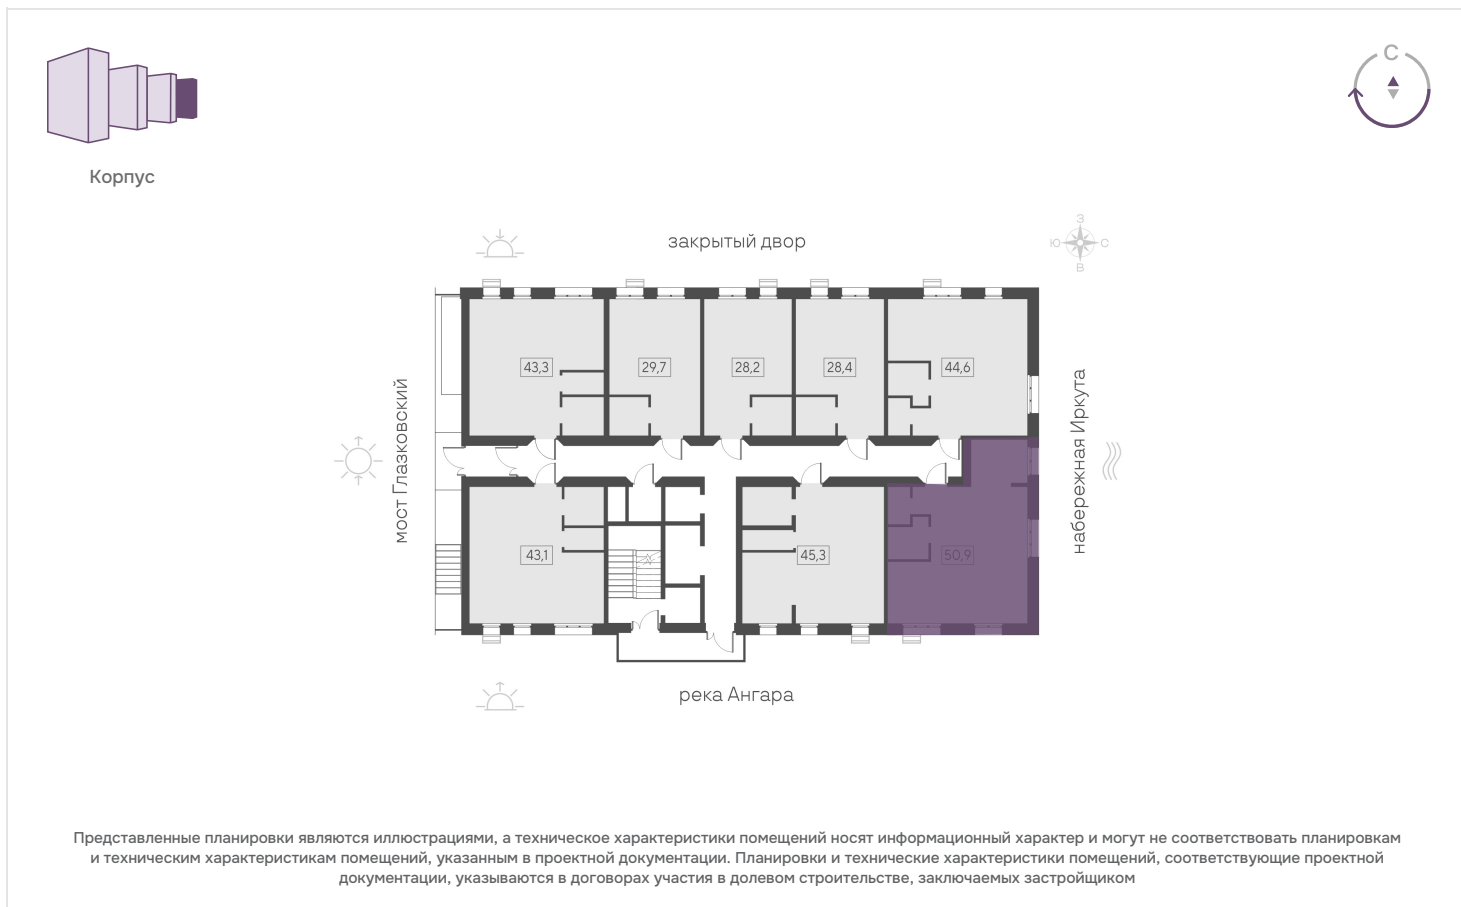 С
Корпус
закрытый двор
З
Ю
С
В
43,3
29,7
28,2
28,4
44,6
мост Глазковский
набережная Иркута
43,1
45,3
50,9
река Ангара
Представленные планировки являются иллюстрациями, а техническое характеристики помещений носят информационный характер и могут не соответствовать планировкам
и техническим характеристикам помещений, указанным в проектной документации. Планировки и технические характеристики помещений, соответствующие проектной
документации, указываются в договорах участия в долевом строительстве, заключаемых застройщиком